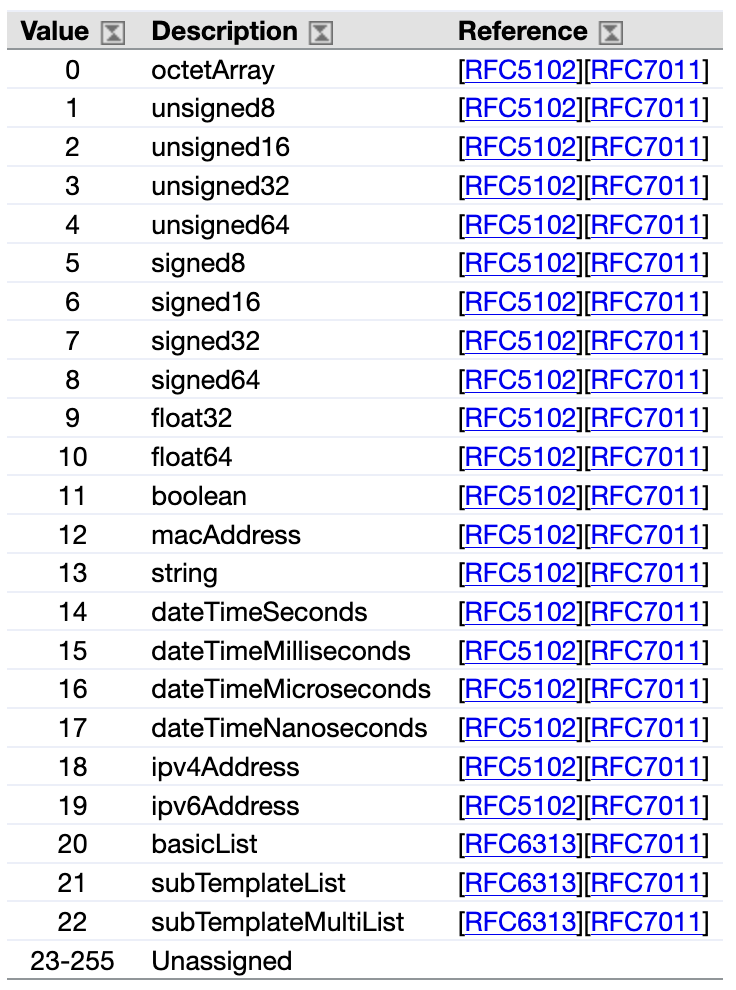 Value Description Reference
0 octetArray [RFC5102][RFC7011]
1 unsigned8 [RFC5102][RFC7011]
2 unsigned16 [RFC5102][RFC7011]
3 unsigned32 [RFC5102][RFC7011]
4 unsigned64 [RFC5102][RFC7011]
5 signed8 [RFC5102][RFC7011]
6 signed16 [RFC5102][RFC7011]
7 signed32 [RFC5102][RFC7011]
8 signed64 [RFC5102][RFC7011]
9 float32 [RFC5102][RFC7011]
10 float64 [RFC5102][RFC7011]
11 boolean [RFC5102][RFC7011]
12 macAddress [RFC5102][RFC7011]
13 string [RFC5102][RFC7011]
14 dateTimeSeconds [RFC5102][RFC7011]
15 dateTimeMilliseconds [RFC5102][RFC7011]
16 dateTimeMicroseconds [RFC5102][RFC7011]
17 dateTimeNanoseconds [RFC5102][RFC7011]
18 ipv4Address [RFC5102][RFC7011]
19 ipv6Address [RFC5102][RFC7011]
20 basicList [RFC6313][RFC7011]
21 subTemplateList [RFC6313][RFC7011]
22 subTemplateMultiList [RFC6313][RFC7011]
23-255 Unassigned